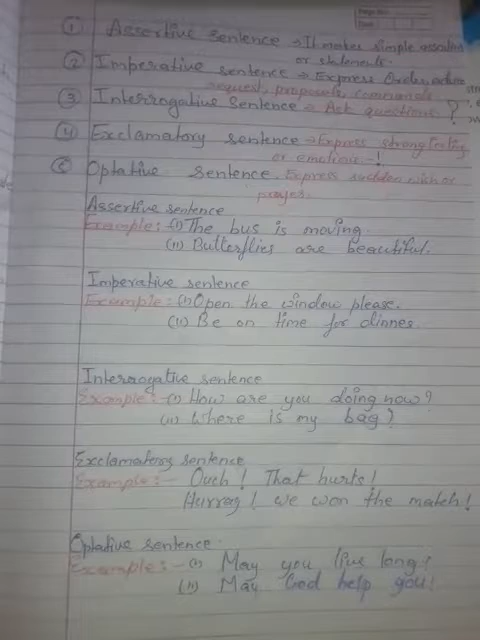 ① Assertive sentence → It makes simple
or statements.
② Imperative sentence → Express Order, advice
request, proposals, commands
③ Interrogative Sentence → Ask questions ?
④ Exclamatory sentence → Express strong feeling
or emotions - !
⑤ Optative Sentence. Express sudden wish or
prayer.
Assertive sentence
Example: (i) The bus is moving.
(ii) Butterflies are beautiful.
Imperative sentence
Example: (i) Open the window please.
(ii) Be on time for dinner.
Interrogative sentence
Example: (i) How are you doing now?
(ii) Where is my bag?
Exclamatory sentence
Example:- Ouch! That hurts!
Hurray! we won the match!
Optative sentence.
Example:- (i) May you live long!
(ii) May God help you!